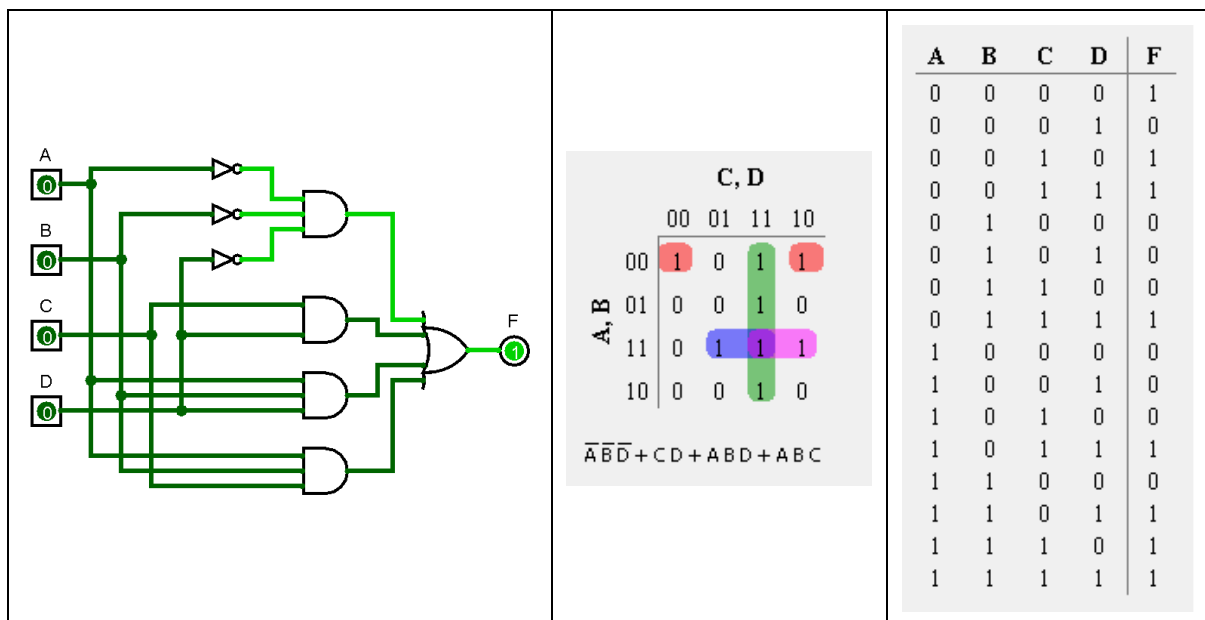 A
0
B
0
C
0
D
0
F
1
C, D
00 01 11 10
A, B
00 1 0 1 1
01 0 0 1 0
11 0 1 1 1
10 0 0 1 0
A̅ B̅ D̅ + C D + A B D + A B C
A B C D F
0 0 0 0 1
0 0 0 1 0
0 0 1 0 1
0 0 1 1 1
0 1 0 0 0
0 1 0 1 0
0 1 1 0 0
0 1 1 1 1
1 0 0 0 0
1 0 0 1 0
1 0 1 0 0
1 0 1 1 1
1 1 0 0 0
1 1 0 1 1
1 1 1 0 1
1 1 1 1 1